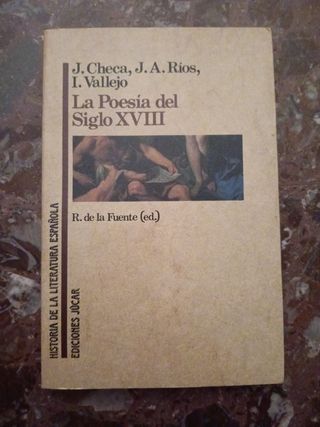 J. Checa, J. A. Ríos,
I. Vallejo
La Poesía del
Siglo XVIII
R. de la Fuente (ed.)
HISTORIA DE LA LITERATURA ESPAÑOLA
EDICIONES JÚCAR